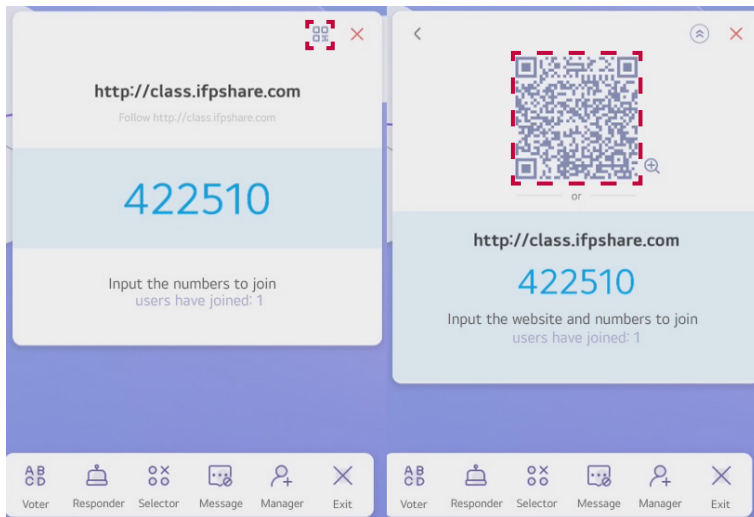 http://class.ifpshare.com
Follow http://class.ifpshare.com
422510
Input the numbers to join
users have joined: 1
A B
C D
Voter
Responder
Selector
Message
Manager
Exit
or
http://class.ifpshare.com
422510
Input the website and numbers to join
users have joined: 1
A B
C D
Voter
Responder
Selector
Message
Manager
Exit